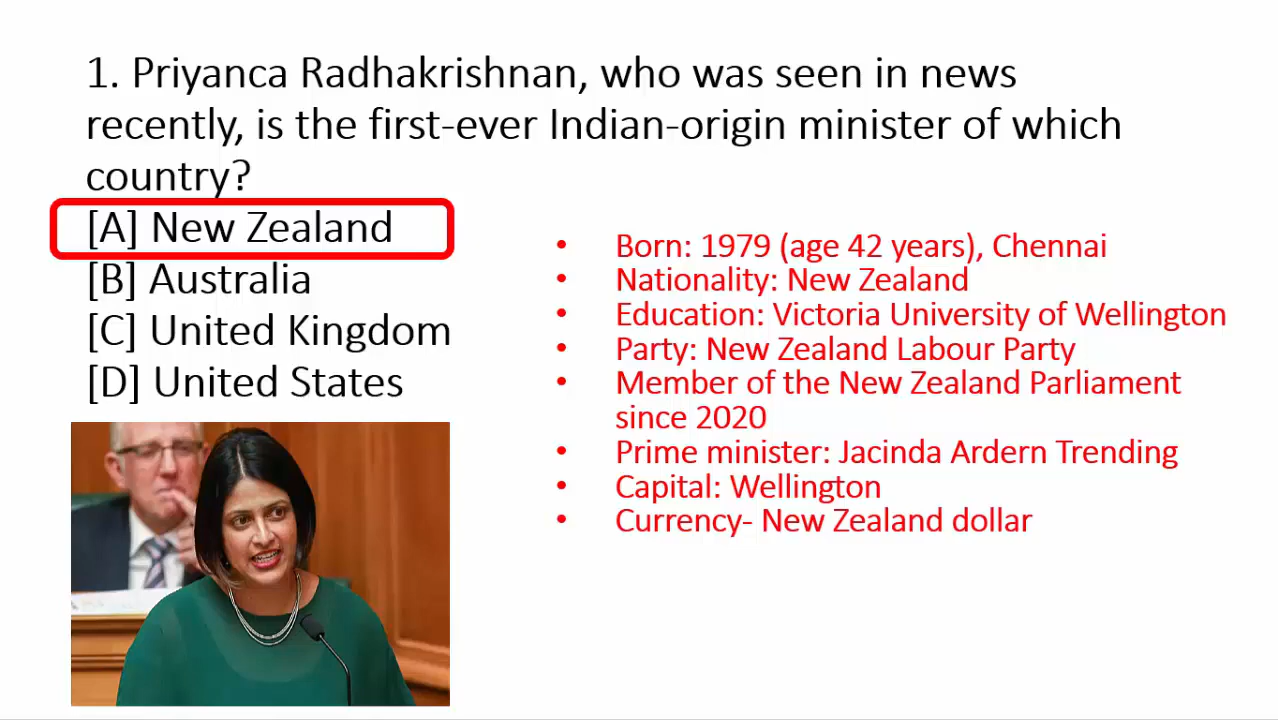 1. Priyanca Radhakrishnan, who was seen in news
recently, is the first-ever Indian-origin minister of which
country?
[A] New Zealand
[B] Australia
[C] United Kingdom
[D] United States
• Born: 1979 (age 42 years), Chennai
• Nationality: New Zealand
• Education: Victoria University of Wellington
• Party: New Zealand Labour Party
• Member of the New Zealand Parliament
since 2020
• Prime minister: Jacinda Ardern Trending
• Capital: Wellington
• Currency- New Zealand dollar